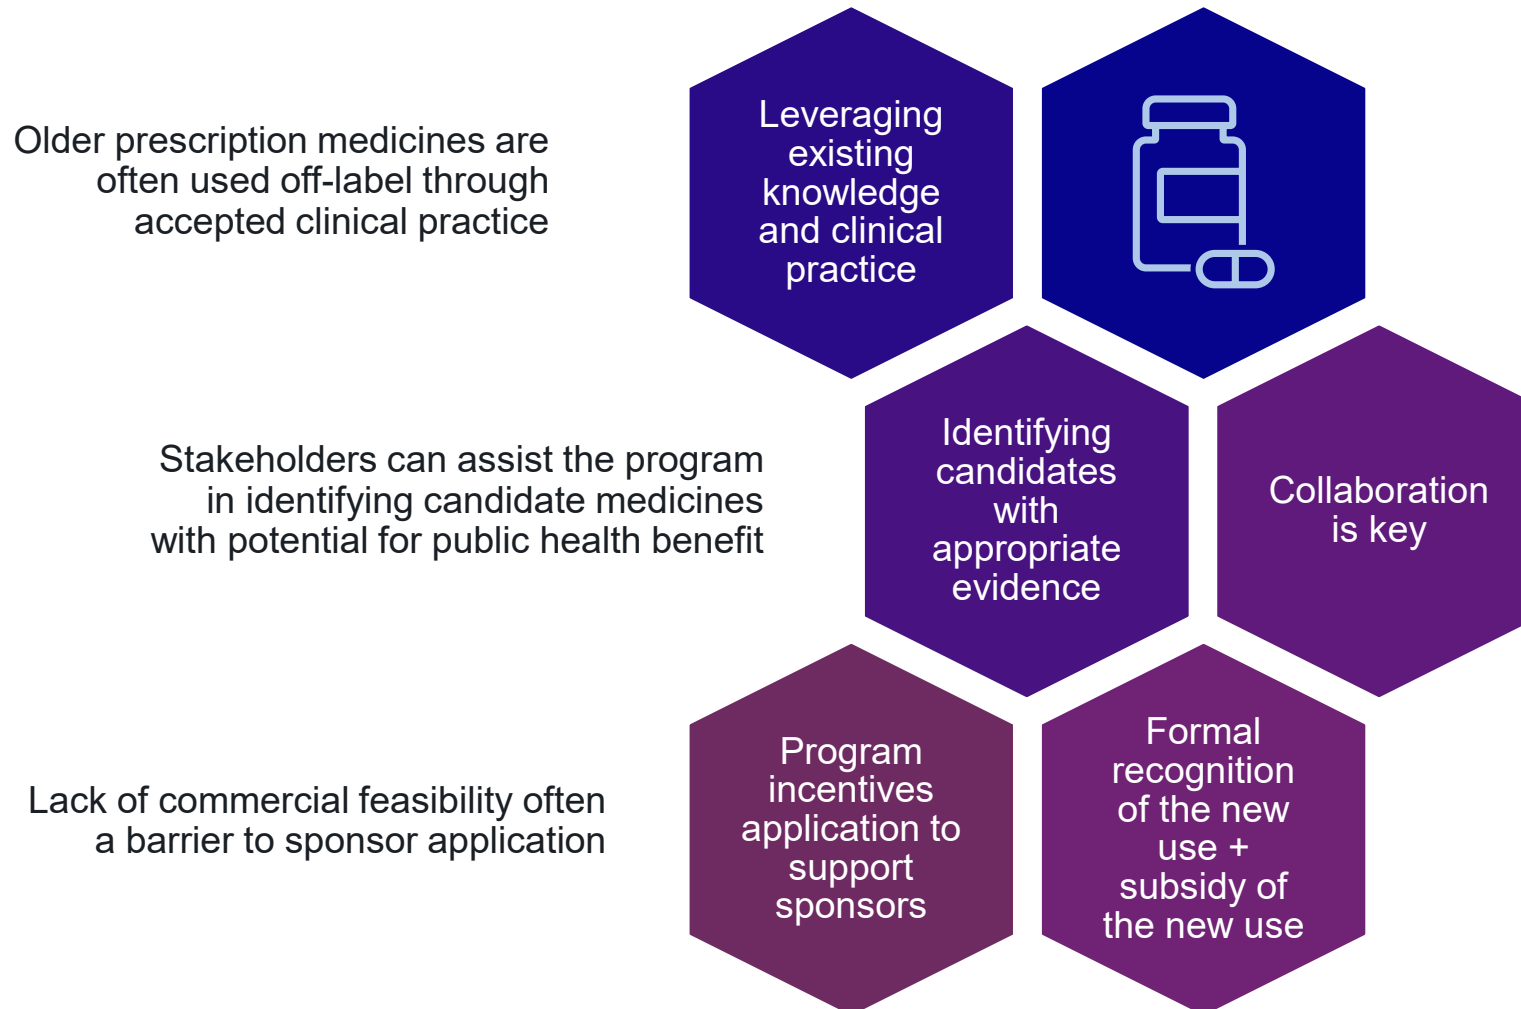 Older prescription medicines are
often used off-label through
accepted clinical practice
Leveraging
existing
knowledge
and clinical
practice
Stakeholders can assist the program
in identifying candidate medicines
with potential for public health benefit
Identifying
candidates
with
appropriate
evidence
Collaboration
is key
Lack of commercial feasibility often
a barrier to sponsor application
Program
incentives
application to
support
sponsors
Formal
recognition
of the new
use +
subsidy of
the new use